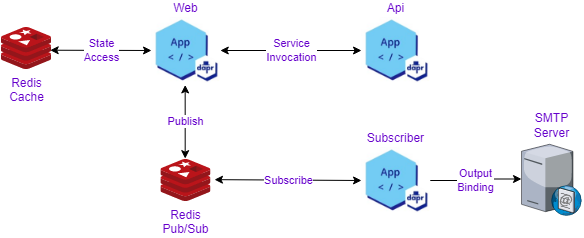 Web
Api
App
</>
dapr
State
Access
Service
Invocation
App
</>
dapr
Redis
Cache
Publish
Subscriber
SMTP
Server
App
</>
dapr
Subscribe
Output
Binding
@
Redis
Pub/Sub